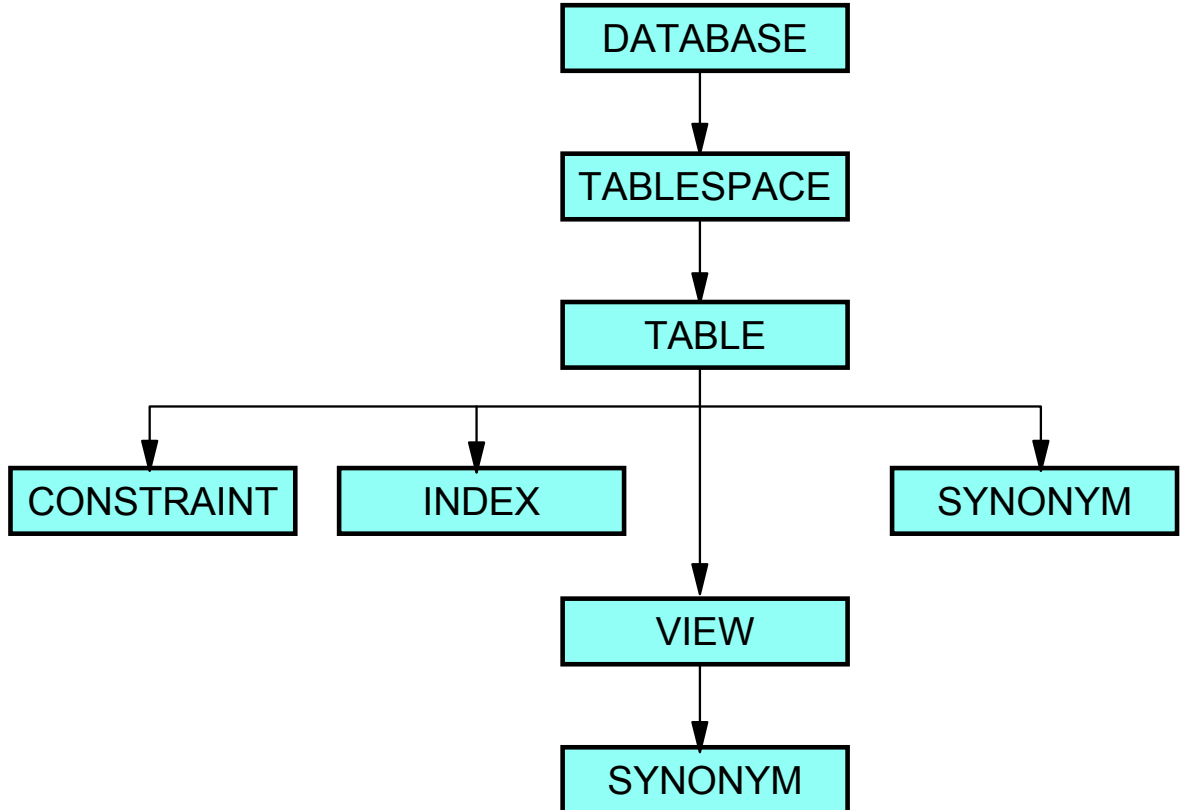 DATABASE
TABLESPACE
TABLE
CONSTRAINT
INDEX
SYNONYM
VIEW
SYNONYM